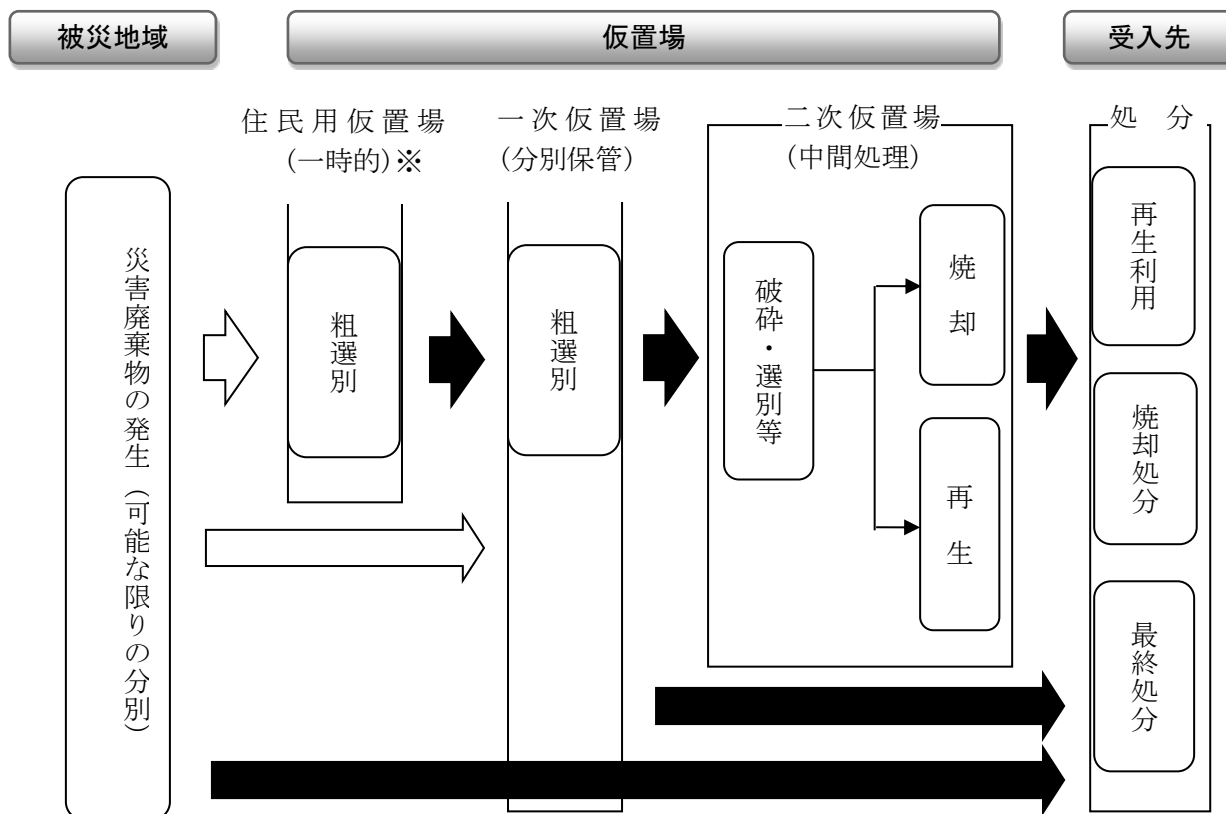 被災地域
仮置場
受入先
住民用仮置場
(一時的)※
一次仮置場
(分別保管)
二次仮置場
(中間処理)
処　分
災害廃棄物の発生（可能な限りの分別）
粗選別
粗選別
破砕・選別等
焼却
再生
再生利用
焼却処分
最終処分